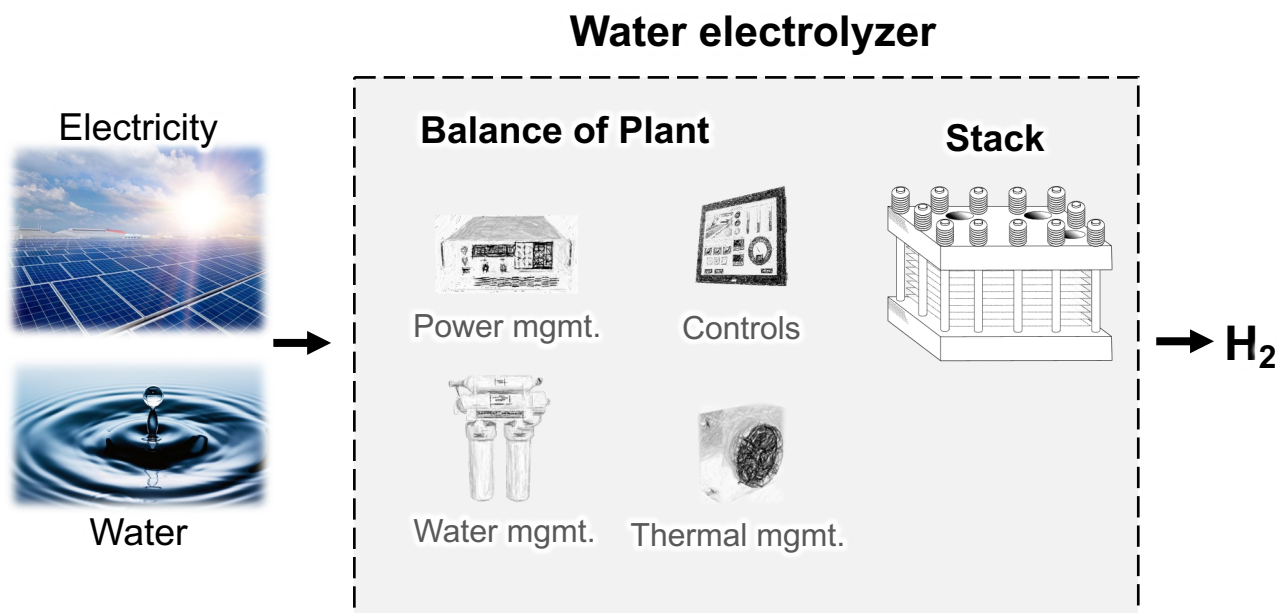 Water electrolyzer
Electricity
Balance of Plant
Stack
Power mgmt.
Controls
H₂
Water
Water mgmt.
Thermal mgmt.